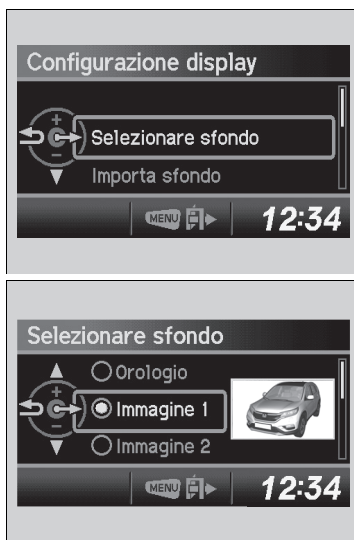 Configurazione display
+
Selezionare sfondo
−
Importa sfondo
MENU
12:34
Selezionare sfondo
Orologio
+
Immagine 1
−
Immagine 2
MENU
12:34